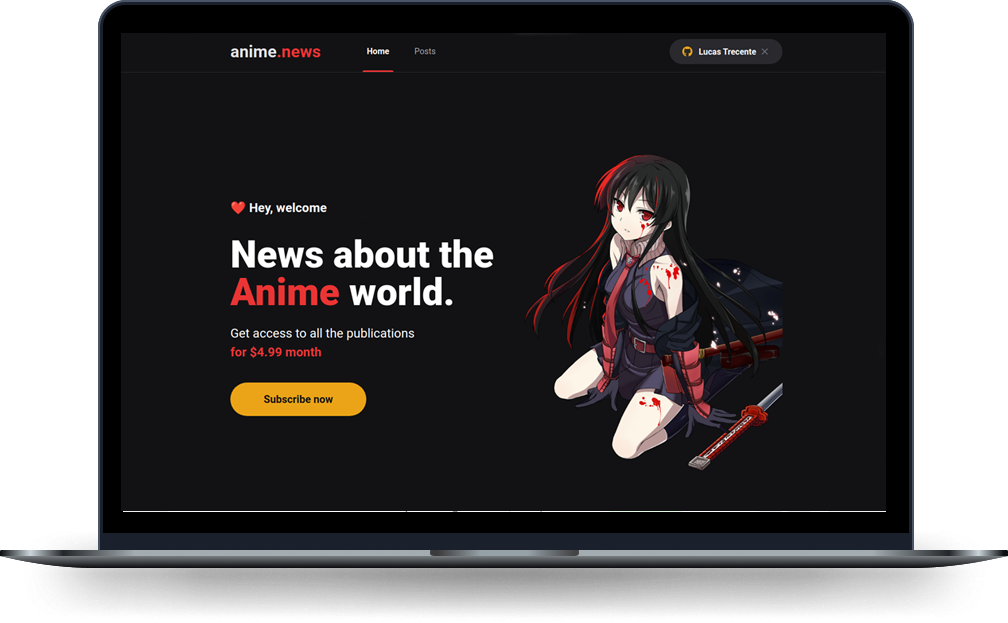 anime.news
Home
Posts
Lucas Trecente
❤️ Hey, welcome
News about the
Anime world.
Get access to all the publications
for $4.99 month
Subscribe now